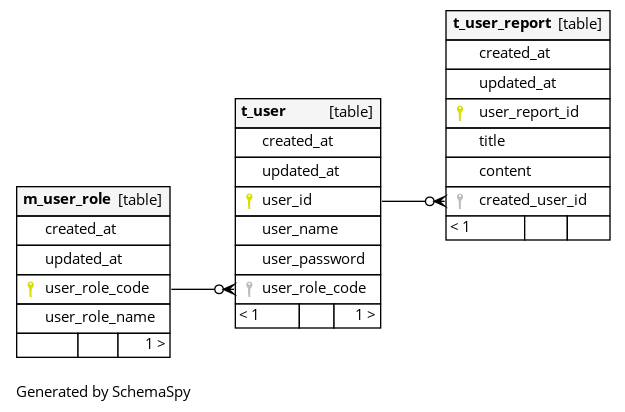 t_user_report [table]
created_at
updated_at
user_report_id
title
content
created_user_id
< 1
t_user [table]
created_at
updated_at
user_id
user_name
user_password
user_role_code
< 1 1 >
m_user_role [table]
created_at
updated_at
user_role_code
user_role_name
1 >
Generated by SchemaSpy